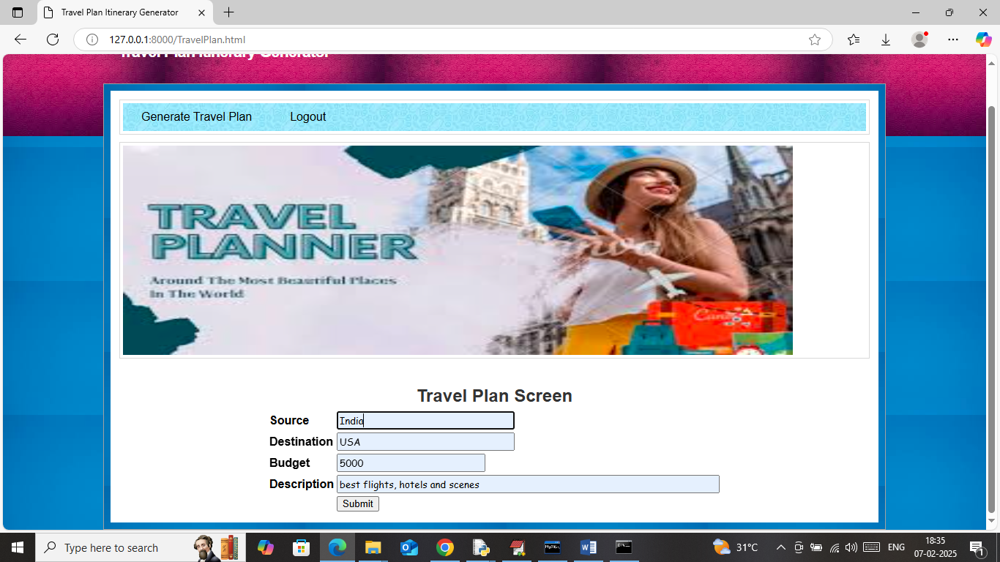 Travel Plan Itinerary Generator
127.0.0.1:8000/TravelPlan.html
Travel Plan Itinerary Generator
Generate Travel Plan Logout
TRAVEL
PLANNER
Around The Most Beautiful Places
In The World
Canva
Travel Plan Screen
Source India
Destination USA
Budget 5000
Description best flights, hotels and scenes
Submit
Type here to search
31°C
ENG
18:35
07-02-2025
1